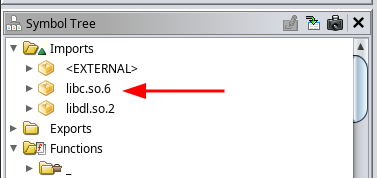 Symbol Tree
Imports
<EXTERNAL>
libc.so.6
libdl.so.2
Exports
Functions
_